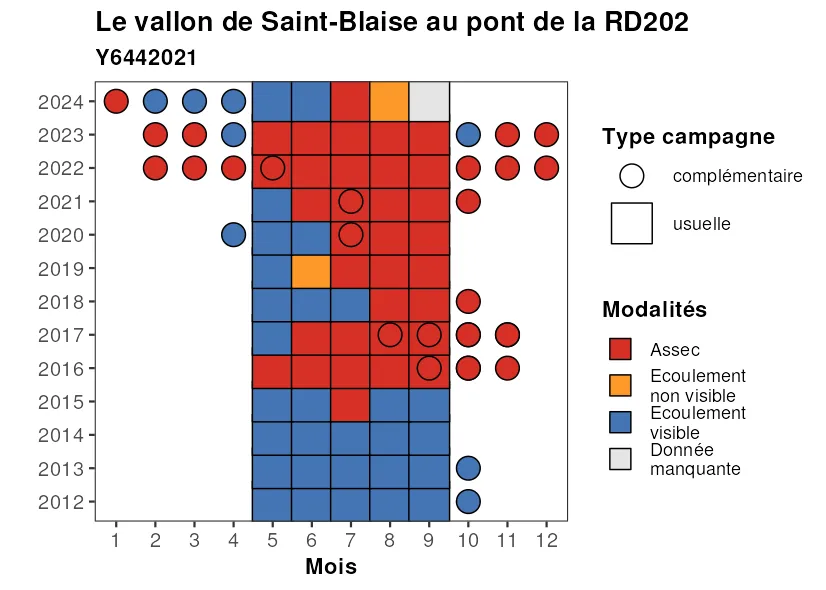 Le vallon de Saint-Blaise au pont de la RD202
Y6442021
2024
2023
2022
2021
2020
2019
2018
2017
2016
2015
2014
2013
2012
1 2 3 4 5 6 7 8 9 10 11 12
Mois
Type campagne
complémentaire
usuelle
Modalités
Assec
Ecoulement
non visible
Ecoulement
visible
Donnée
manquante